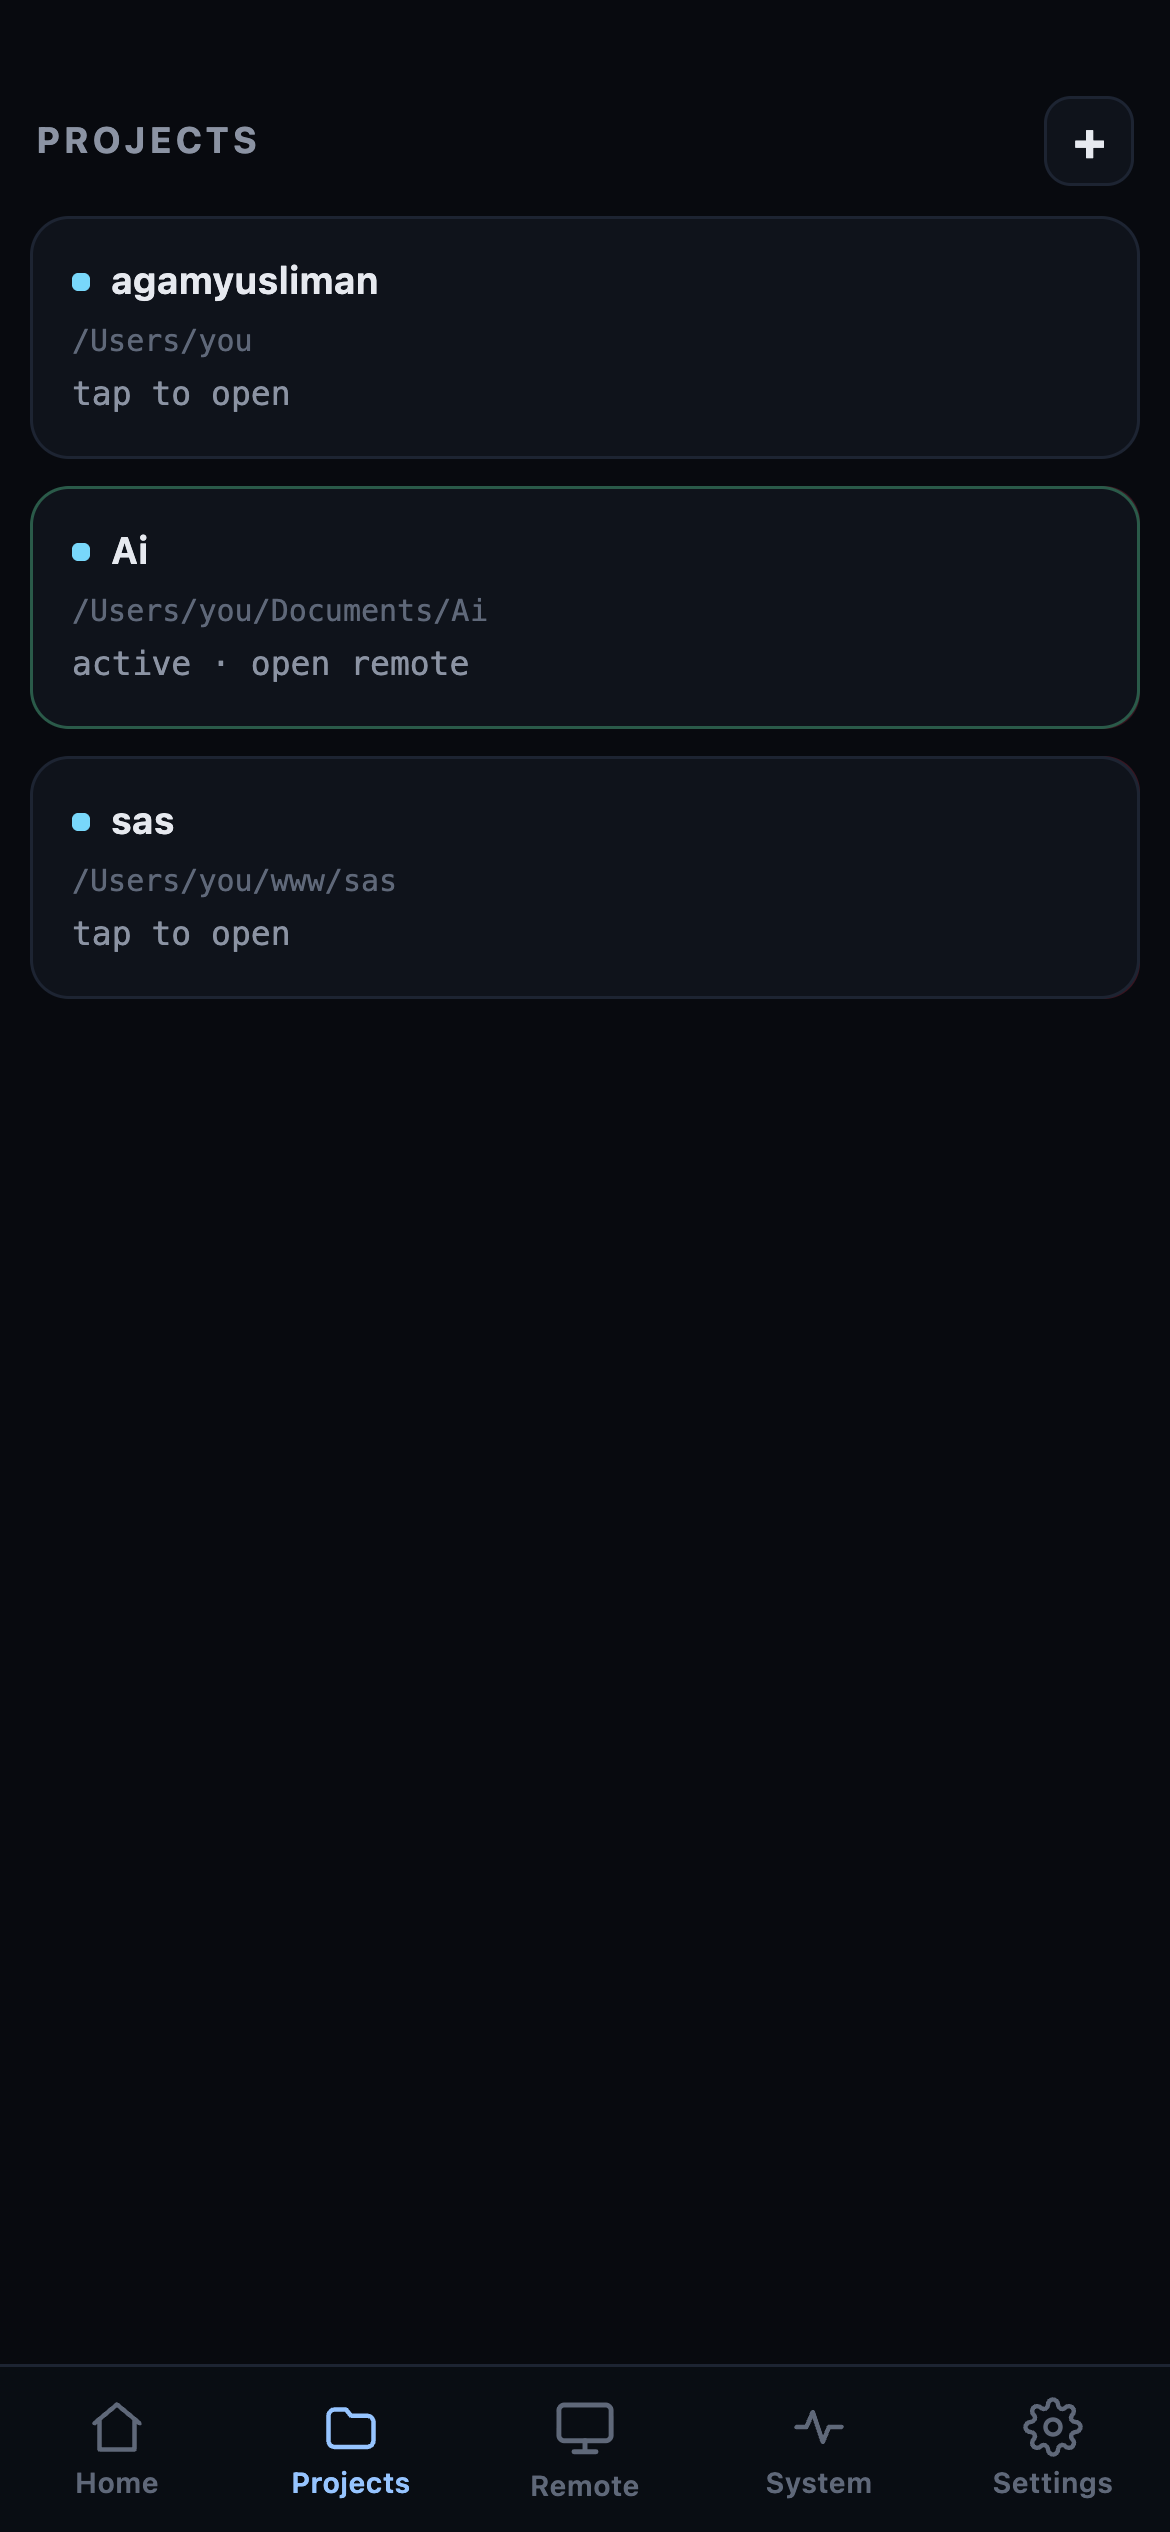 PROJECTS
+
agamyusliman
/Users/you
tap to open
Ai
/Users/you/Documents/Ai
active · open remote
sas
/Users/you/www/sas
tap to open
Home
Projects
Remote
System
Settings